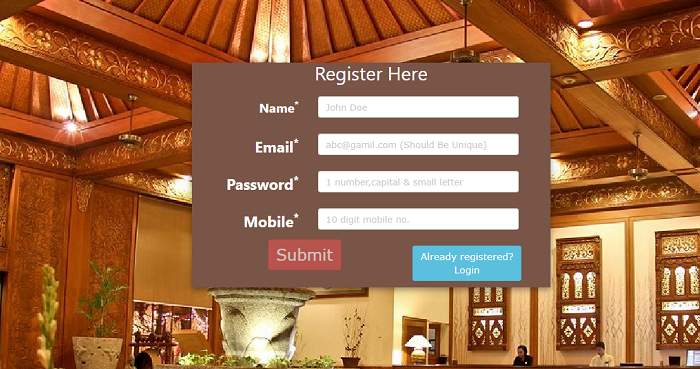 Register Here
Name* John Doe
Email* abc@gamil.com (Should Be Unique)
Password* 1 number,capital & small letter
Mobile* 10 digit mobile no.
Submit
Already registered?
Login